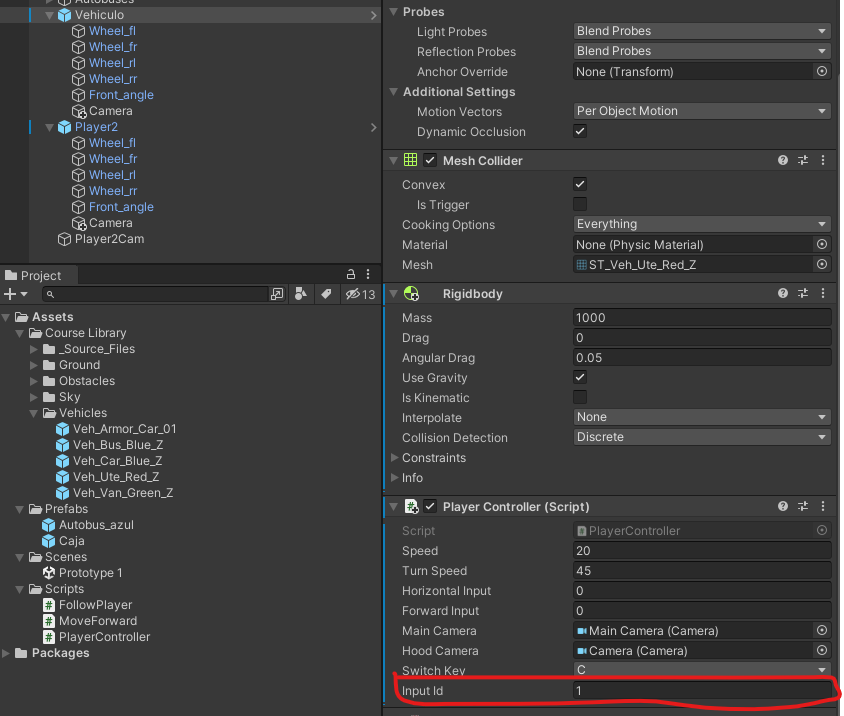 Autobuses
Vehiculo
Wheel_fl
Wheel_fr
Wheel_rl
Wheel_rr
Front_angle
Camera
Player2
Wheel_fl
Wheel_fr
Wheel_rl
Wheel_rr
Front_angle
Camera
Player2Cam
Project
13
Assets
Course Library
_Source_Files
Ground
Obstacles
Sky
Vehicles
Veh_Armor_Car_01
Veh_Bus_Blue_Z
Veh_Car_Blue_Z
Veh_Ute_Red_Z
Veh_Van_Green_Z
Prefabs
Autobus_azul
Caja
Scenes
Prototype 1
Scripts
FollowPlayer
MoveForward
PlayerController
Packages
Probes
Light Probes Blend Probes
Reflection Probes Blend Probes
Anchor Override None (Transform)
Additional Settings
Motion Vectors Per Object Motion
Dynamic Occlusion
Mesh Collider
Convex
Is Trigger
Cooking Options Everything
Material None (Physic Material)
Mesh ST_Veh_Ute_Red_Z
Rigidbody
Mass 1000
Drag 0
Angular Drag 0.05
Use Gravity
Is Kinematic
Interpolate None
Collision Detection Discrete
Constraints
Info
Player Controller (Script)
Script PlayerController
Speed 20
Turn Speed 45
Horizontal Input 0
Forward Input 0
Main Camera Main Camera (Camera)
Hood Camera Camera (Camera)
Switch Key C
Input Id 1